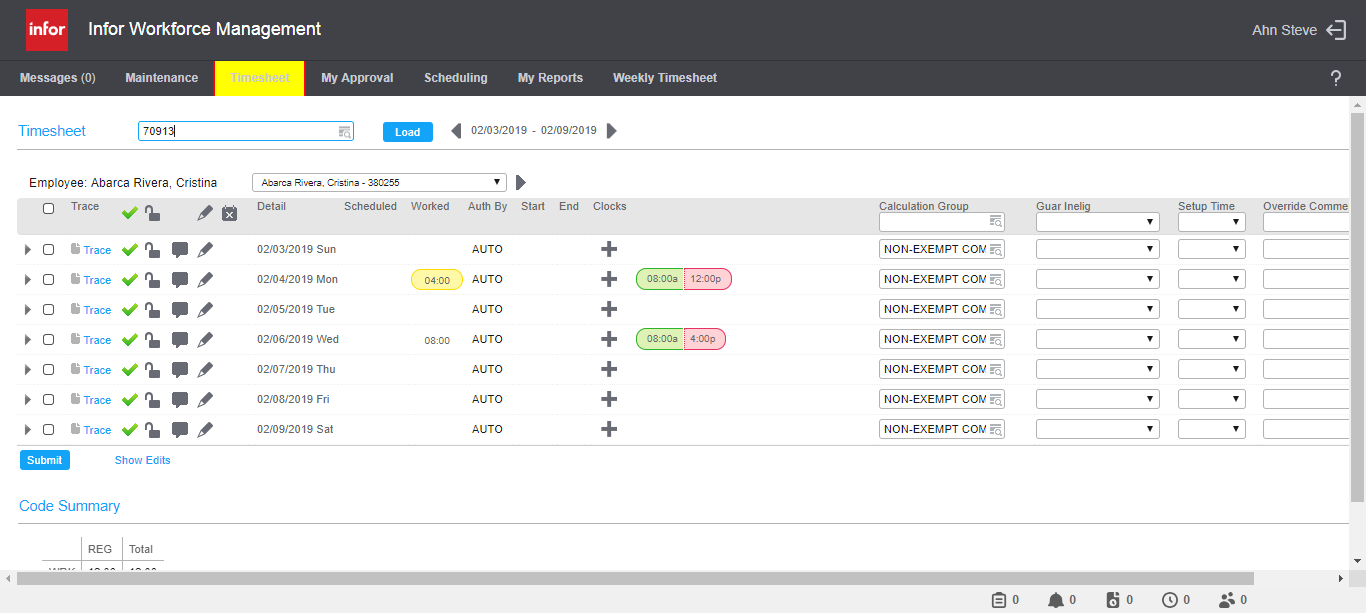 infor Infor Workforce Management Ahn Steve
Messages (0) Maintenance Timesheet My Approval Scheduling My Reports Weekly Timesheet ?
Timesheet 70913 Load 02/03/2019 - 02/09/2019
Employee: Abarca Rivera, Cristina Abarca Rivera, Cristina - 380255
Trace Detail Scheduled Worked Auth By Start End Clocks Calculation Group Guar Inelig Setup Time Override Comme
Trace 02/03/2019 Sun AUTO NON-EXEMPT COM
Trace 02/04/2019 Mon 04:00 AUTO 08:00a 12:00p NON-EXEMPT COM
Trace 02/05/2019 Tue AUTO NON-EXEMPT COM
Trace 02/06/2019 Wed 08:00 AUTO 08:00a 4:00p NON-EXEMPT COM
Trace 02/07/2019 Thu AUTO NON-EXEMPT COM
Trace 02/08/2019 Fri AUTO NON-EXEMPT COM
Trace 02/09/2019 Sat AUTO NON-EXEMPT COM
Submit Show Edits
Code Summary
REG Total
0 0 0 0 0